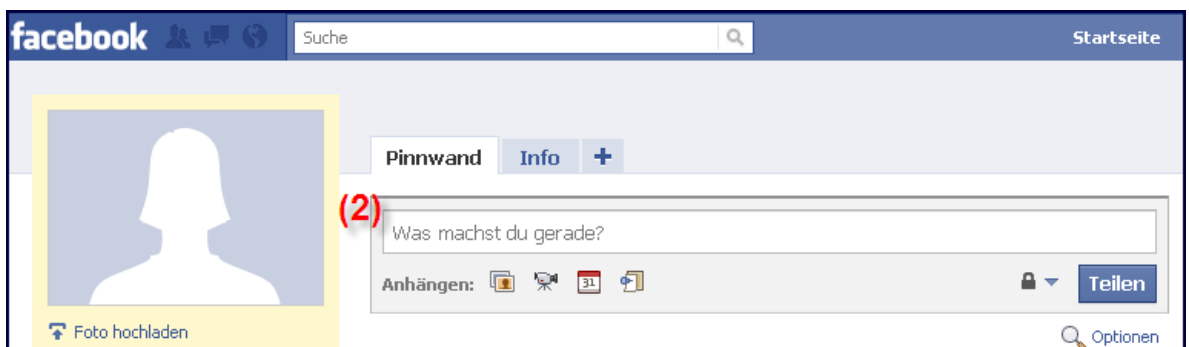 facebook Suche Startseite
Pinnwand Info +
(2)
Was machst du gerade?
Anhängen: 31 Teilen
Foto hochladen
Optionen